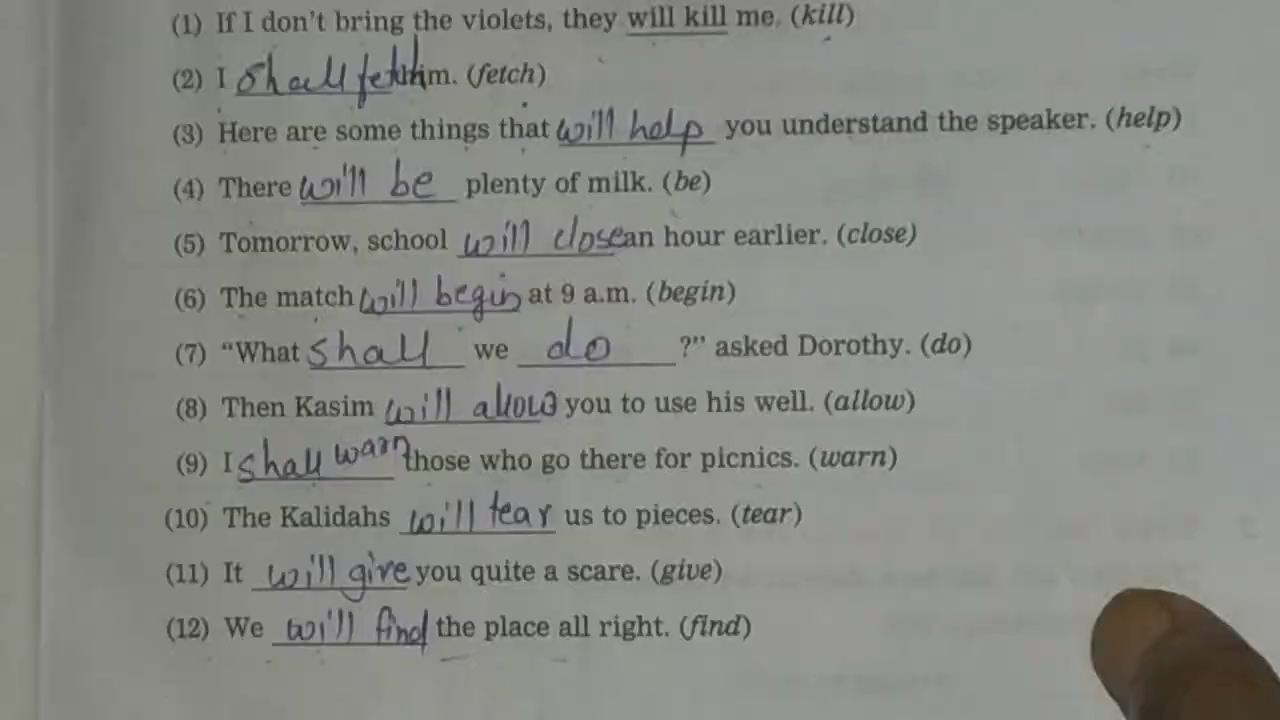 (1) If I don't bring the violets, they will kill me. (kill)
(2) I shall fetch him. (fetch)
(3) Here are some things that will help you understand the speaker. (help)
(4) There will be plenty of milk. (be)
(5) Tomorrow, school will close an hour earlier. (close)
(6) The match will begin at 9 a.m. (begin)
(7) “What shall we do ?” asked Dorothy. (do)
(8) Then Kasim will allow you to use his well. (allow)
(9) I shall warn those who go there for picnics. (warn)
(10) The Kalidahs will tear us to pieces. (tear)
(11) It will give you quite a scare. (give)
(12) We will find the place all right. (find)